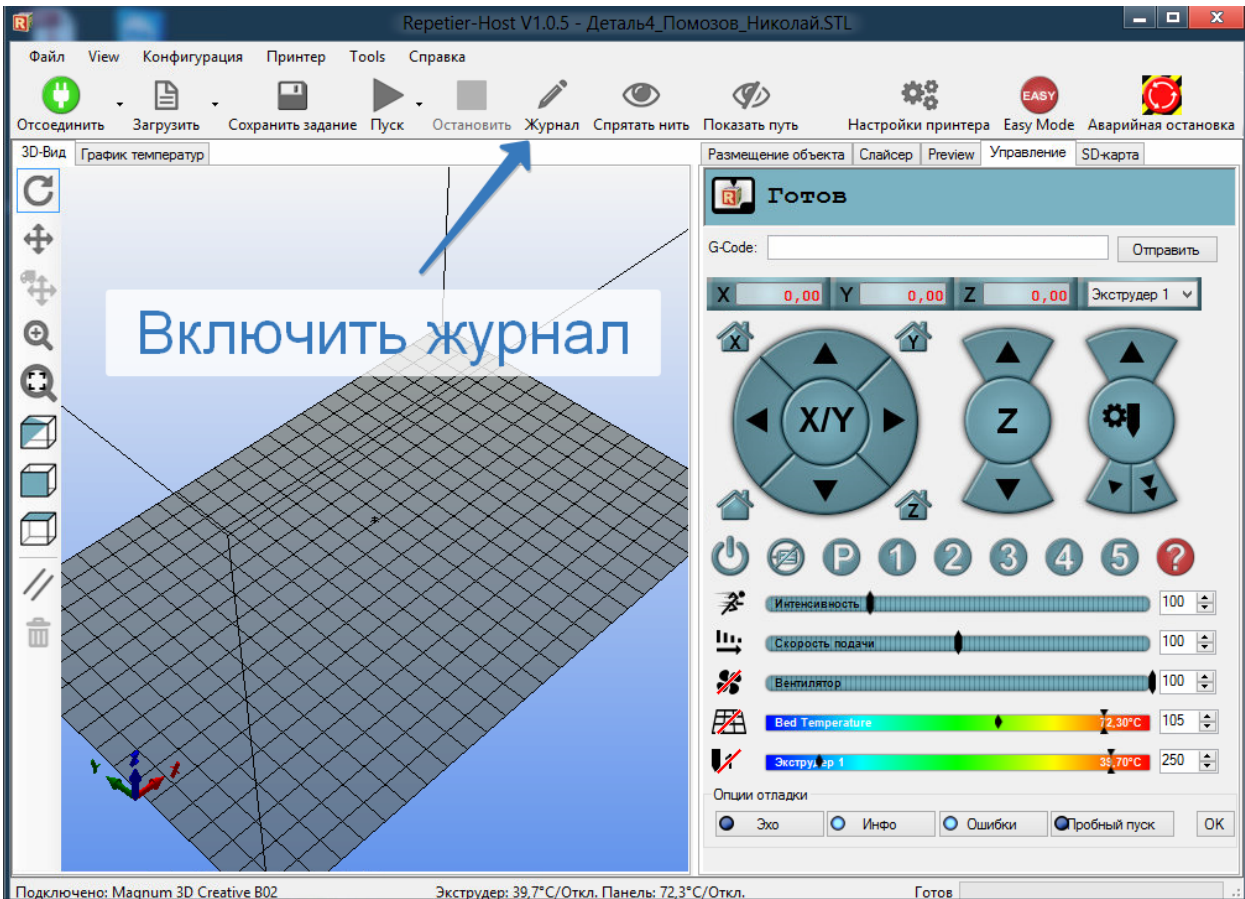 Repetier-Host V1.0.5 - Деталь4_Помозов_Николай.STL
Файл View Конфигурация Принтер Tools Справка
EASY
Отсоединить Загрузить Сохранить задание Пуск Остановить Журнал Спрятать нить Показать путь Настройки принтера Easy Mode Аварийная остановка
3D-Вид График температур
Размещение объекта Слайсер Preview Управление SD-карта
Готов
G-Code: Отправить
X 0,00 Y 0,00 Z 0,00 Экструдер 1
Включить журнал
X Y
X/Y Z
Z
P 1 2 3 4 5 ?
Интенсивность 100
Скорость подачи 100
Вентилятор 100
Bed Temperature 72,30°C 105
1 Экструдер 1 39,70°C 250
Y Z X
Опции отладки
Эхо Инфо Ошибки Пробный пуск OK
Подключено: Magnum 3D Creative B02 Экструдер: 39,7°C/Откл. Панель: 72,3°C/Откл. Готов